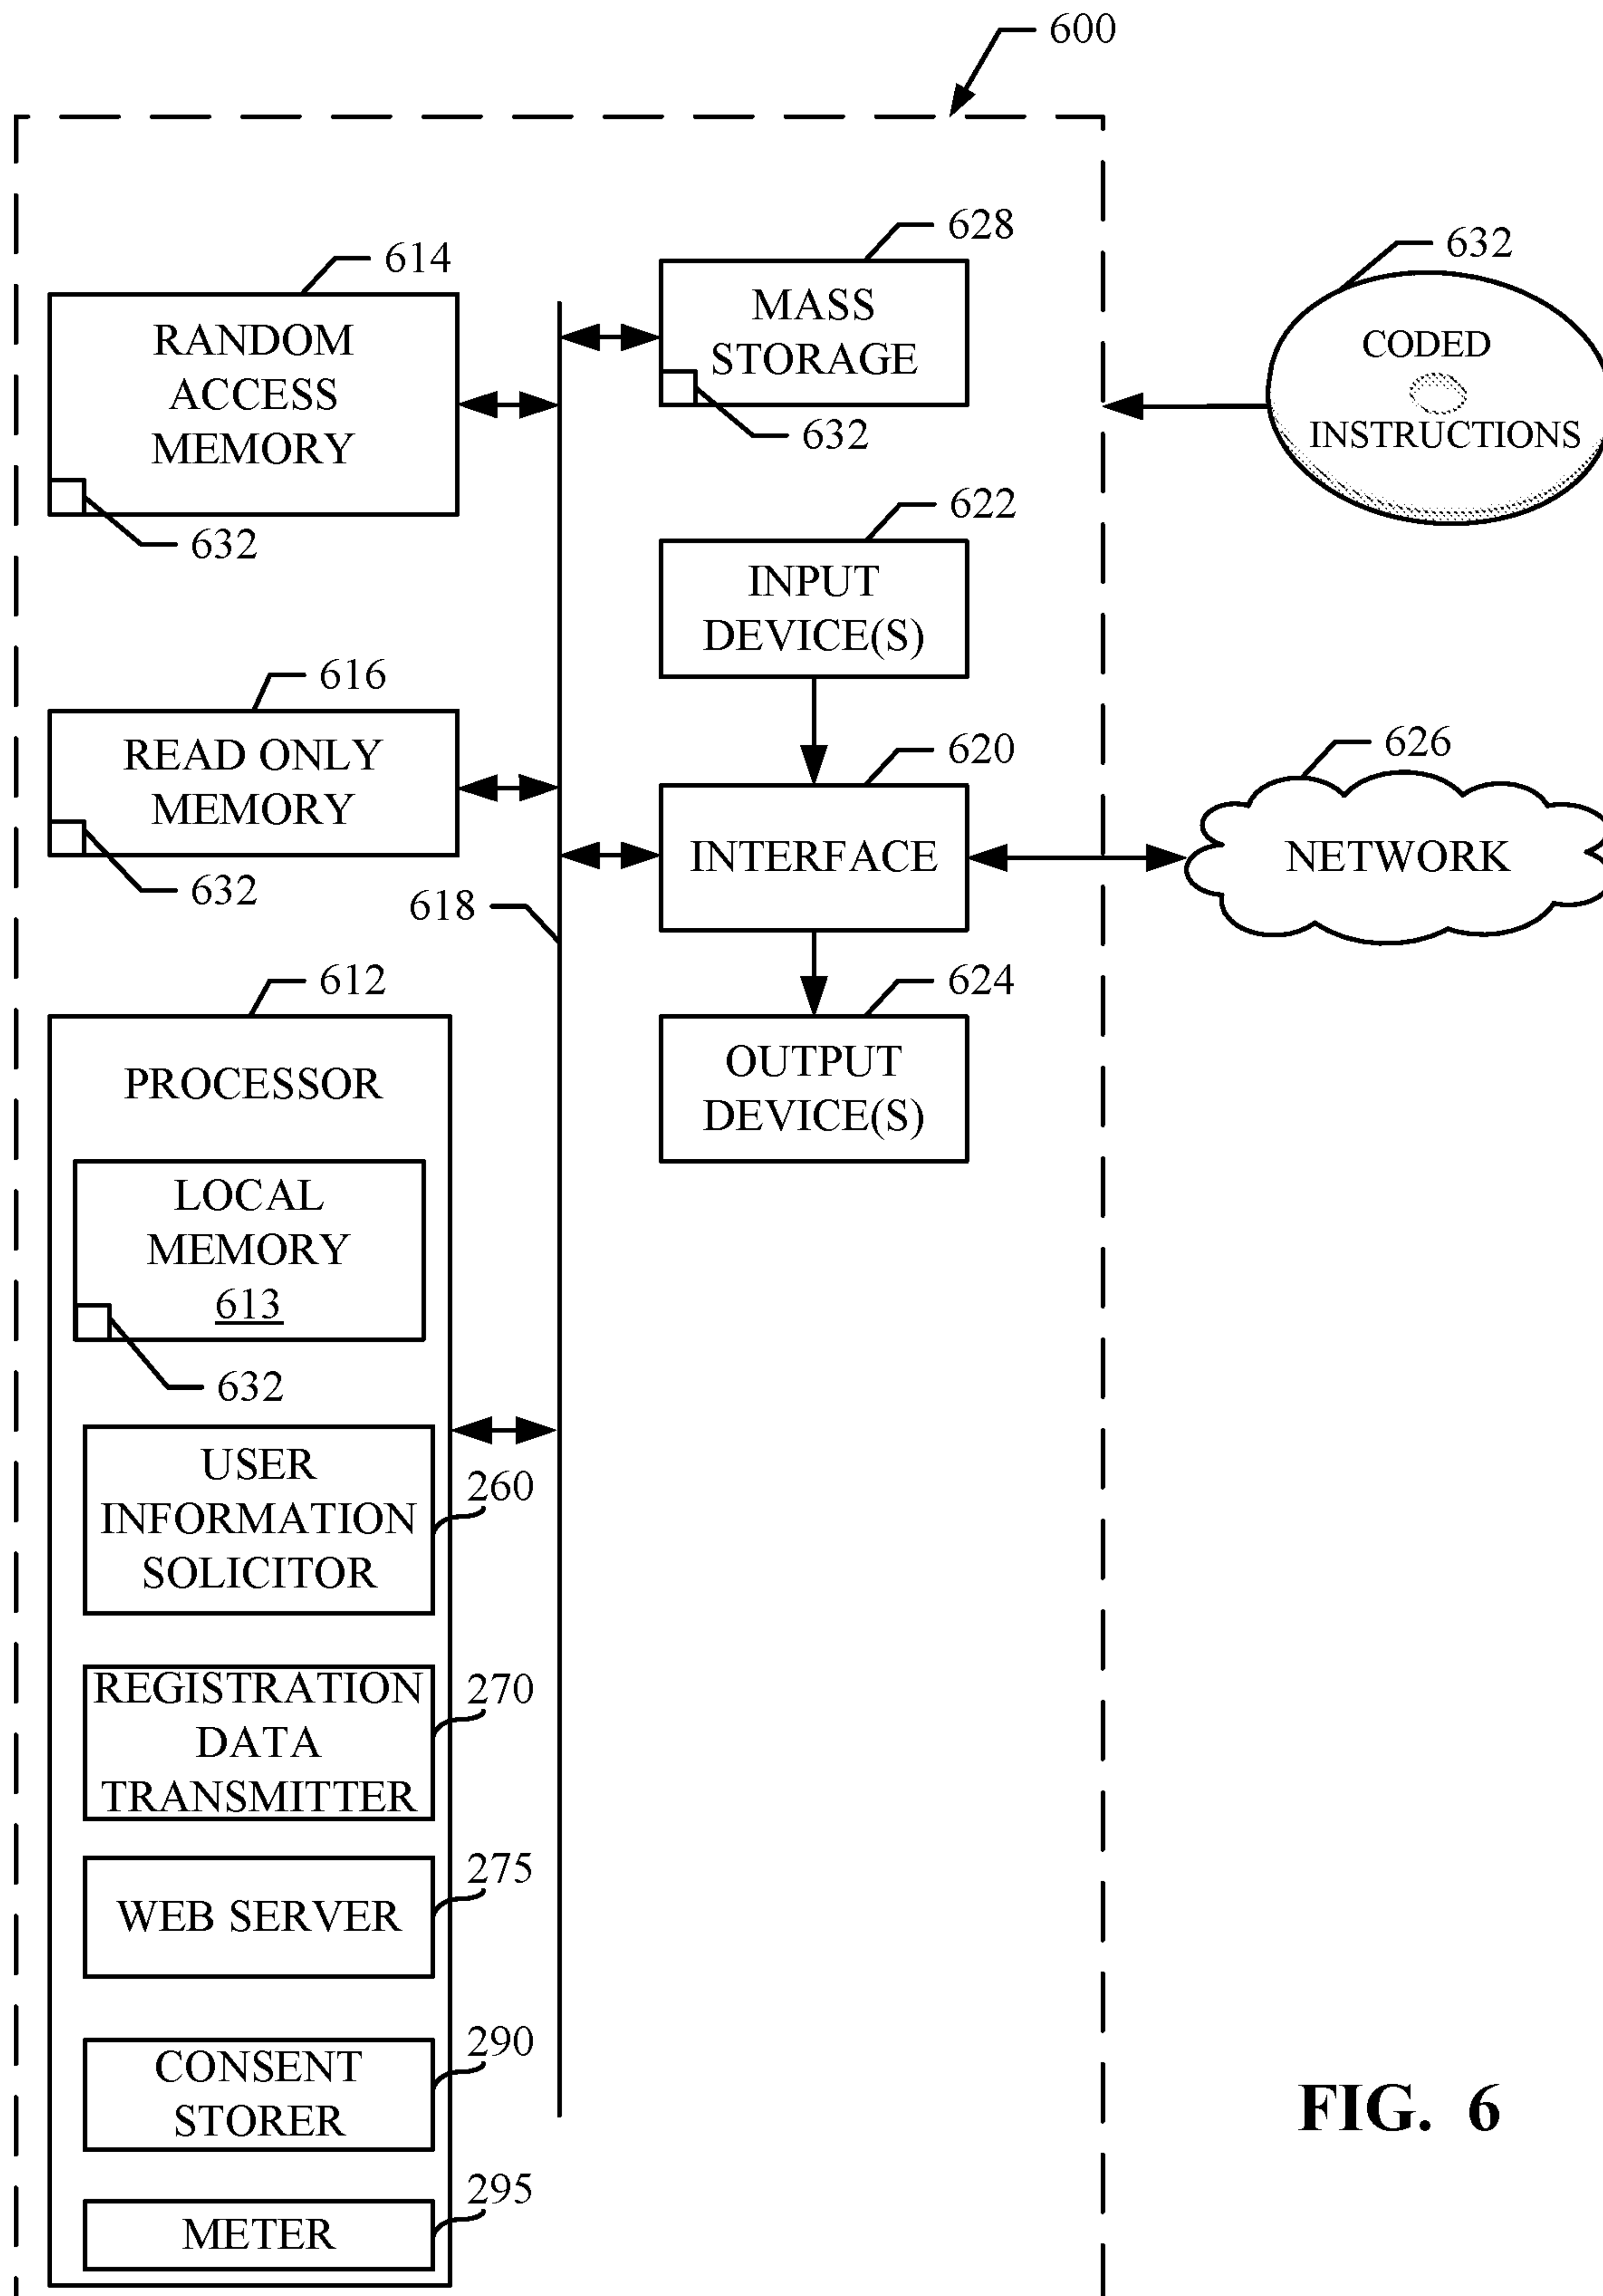 600
628
614
632
MASS
STORAGE
RANDOM
ACCESS
MEMORY
CODED
INSTRUCTIONS
632
632
622
INPUT
DEVICE(S)
616
READ ONLY
MEMORY
620
626
INTERFACE
NETWORK
632
618
612
624
PROCESSOR
OUTPUT
DEVICE(S)
LOCAL
MEMORY
613
632
USER
INFORMATION
SOLICITOR
260
REGISTRATION
DATA
TRANSMITTER
270
WEB SERVER
275
CONSENT
STORER
290
METER
295
FIG. 6